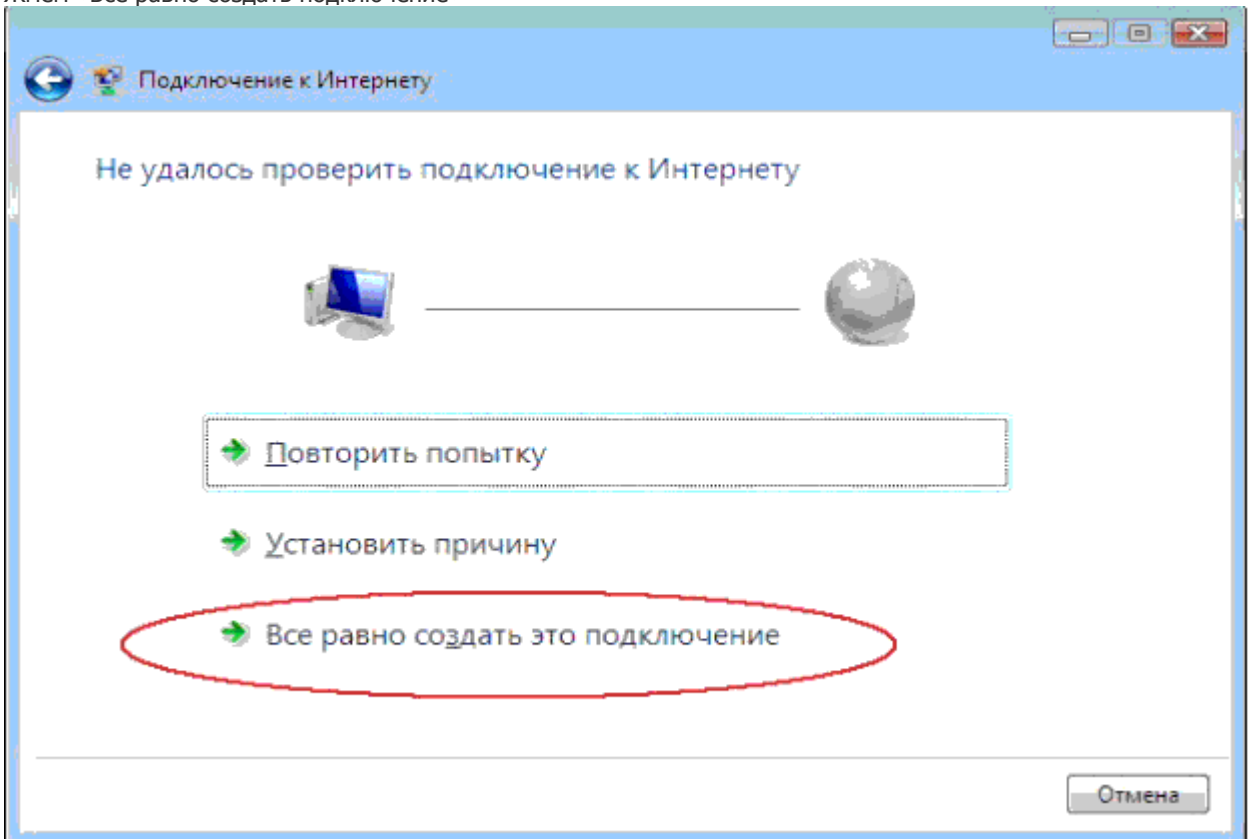 Подключение к Интернету
Не удалось проверить подключение к Интернету
Повторить попытку
Установить причину
Все равно создать это подключение
Отмена